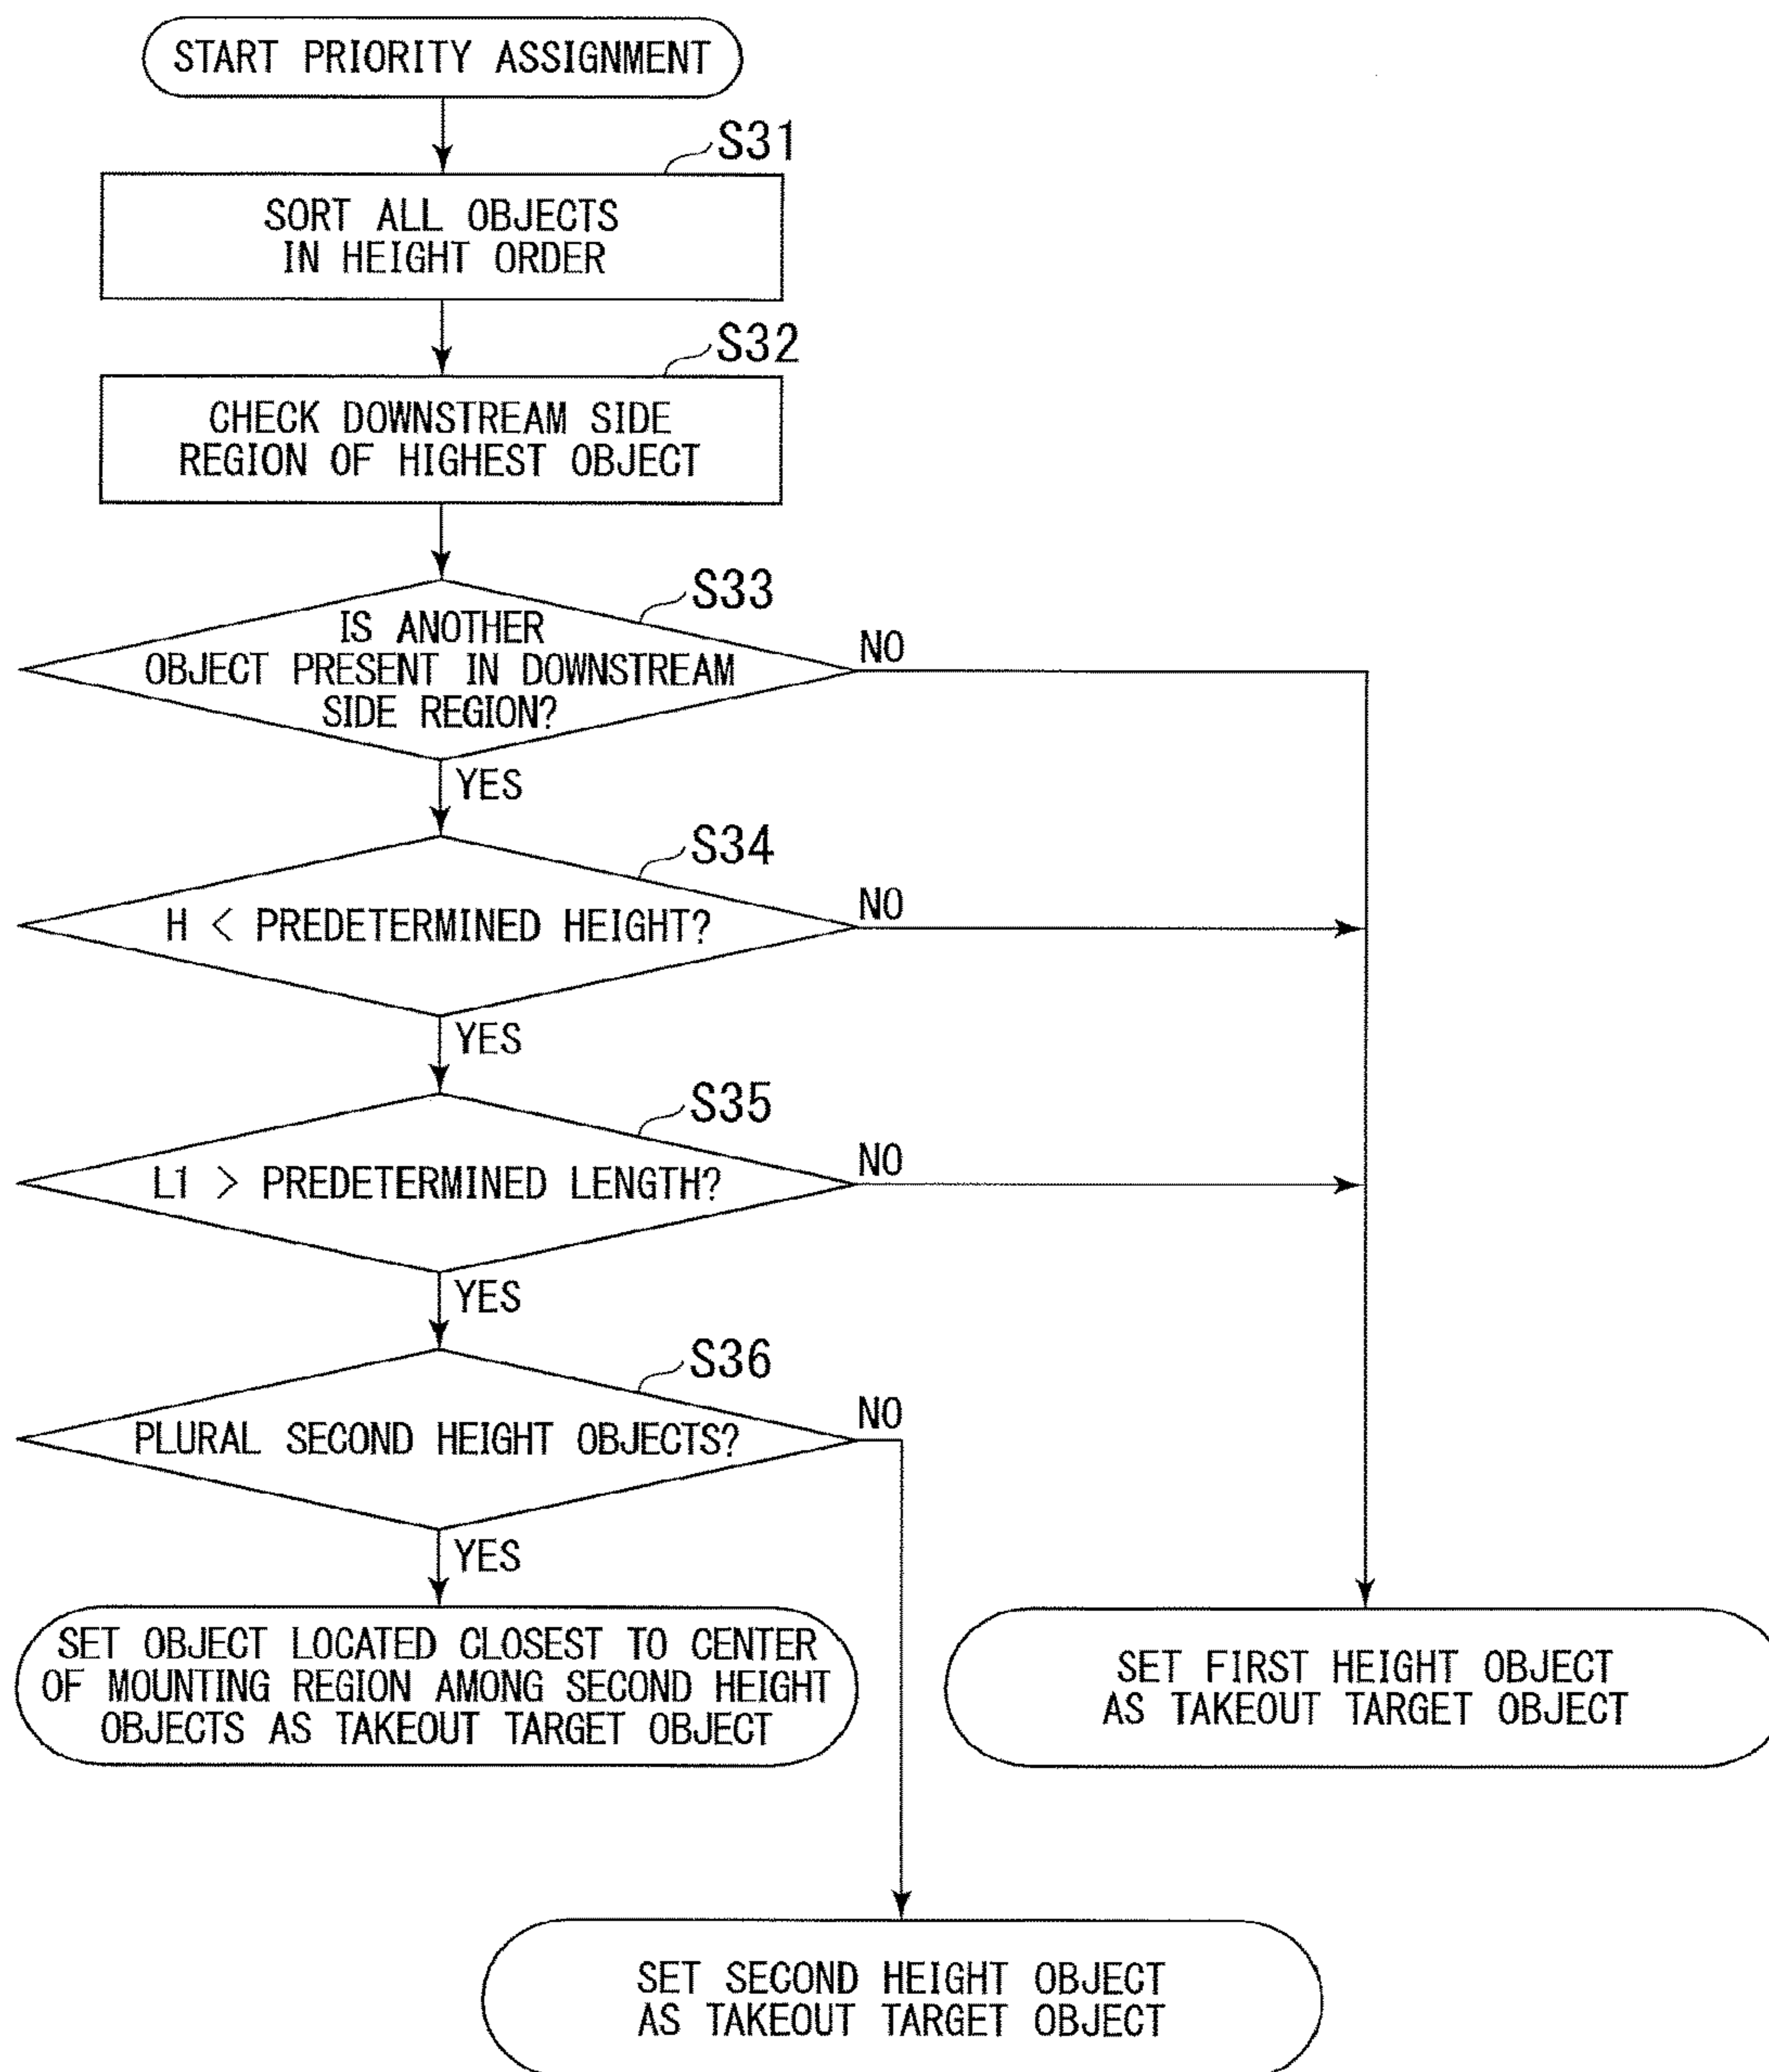 START PRIORITY ASSIGNMENT
S31
SORT ALL OBJECTS
IN HEIGHT ORDER
S32
CHECK DOWNSTREAM SIDE
REGION OF HIGHEST OBJECT
S33
IS ANOTHER
OBJECT PRESENT IN DOWNSTREAM
SIDE REGION?
NO
YES
S34
H < PREDETERMINED HEIGHT?
NO
YES
S35
L1 > PREDETERMINED LENGTH?
NO
YES
S36
PLURAL SECOND HEIGHT OBJECTS?
NO
YES
SET OBJECT LOCATED CLOSEST TO CENTER
OF MOUNTING REGION AMONG SECOND HEIGHT
OBJECTS AS TAKEOUT TARGET OBJECT
SET FIRST HEIGHT OBJECT
AS TAKEOUT TARGET OBJECT
SET SECOND HEIGHT OBJECT
AS TAKEOUT TARGET OBJECT